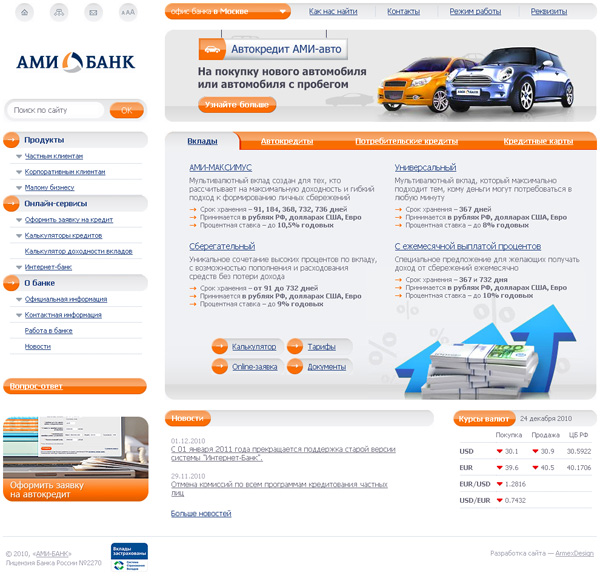 AAA
офис банка в Москве
Как нас найти
Контакты
Режим работы
Реквизиты
АМИ БАНК
Поиск по сайту
ОК
Автокредит АМИ-авто
На покупку нового автомобиля
или автомобиля с пробегом
Узнайте больше
Продукты
Частным клиентам
Корпоративным клиентам
Малому бизнесу
Онлайн-сервисы
Оформить заявку на кредит
Калькуляторы кредитов
Калькулятор доходности вкладов
Интернет-банк
О банке
Официальная информация
Контактная информация
Работа в банке
Новости
Вопрос ответ
Оформить заявку
на автокредит
Вклады
Автокредиты
Потребительские кредиты
Кредитные карты
АМИ-МАКСИМУС
Мультивалютный вклад создан для тех, кто
рассчитывает на максимальную доходность и гибкий
подход к формированию личных сбережений
Срок хранения – 91, 184, 368, 732, 736 дней
Принимается в рублях РФ, долларах США, Евро
Процентная ставка – до 10,5% годовых
Универсальный
Мультивалютный вклад, который максимально
подходит тем, кому деньги могут потребоваться в
любую минуту
Срок хранения – 367 дней
Принимается в рублях РФ, долларах США, Евро
Процентная ставка – до 8% годовых
Сберегательный
Уникальное сочетание высоких процентов по вкладу,
с возможностью пополнения и расходования
средств без потери дохода
Срок хранения – от 91 до 732 дней
Принимается в рублях РФ, долларах США, Евро
Процентная ставка – до 9% годовых
С ежемесячной выплатой процентов
Специальное предложение для желающих получать
доход от сбережений ежемесячно
Срок хранения – 367 и 732 дня
Принимается в рублях РФ, долларах США, Евро
Процентная ставка – до 10% годовых
Калькулятор
Тарифы
Online-заявка
Документы
Новости
01.12.2010
С 01 января 2011 года прекращается поддержка старой версии
системы "Интернет-Банк".
29.11.2010
Отмена комиссий по всем программам кредитования частных
лиц
Больше новостей
Курсы валют
24 декабря 2010
Покупка Продажа ЦБ РФ
USD 30.1 30.9 30.5922
EUR 39.6 40.5 40.1706
EUR/USD 1.2816
USD/EUR 0.7432
© 2010, «АМИ-БАНК»
Лицензия Банка России №2270
Вклады
застрахованы
Разработка сайта — ArmexDesign